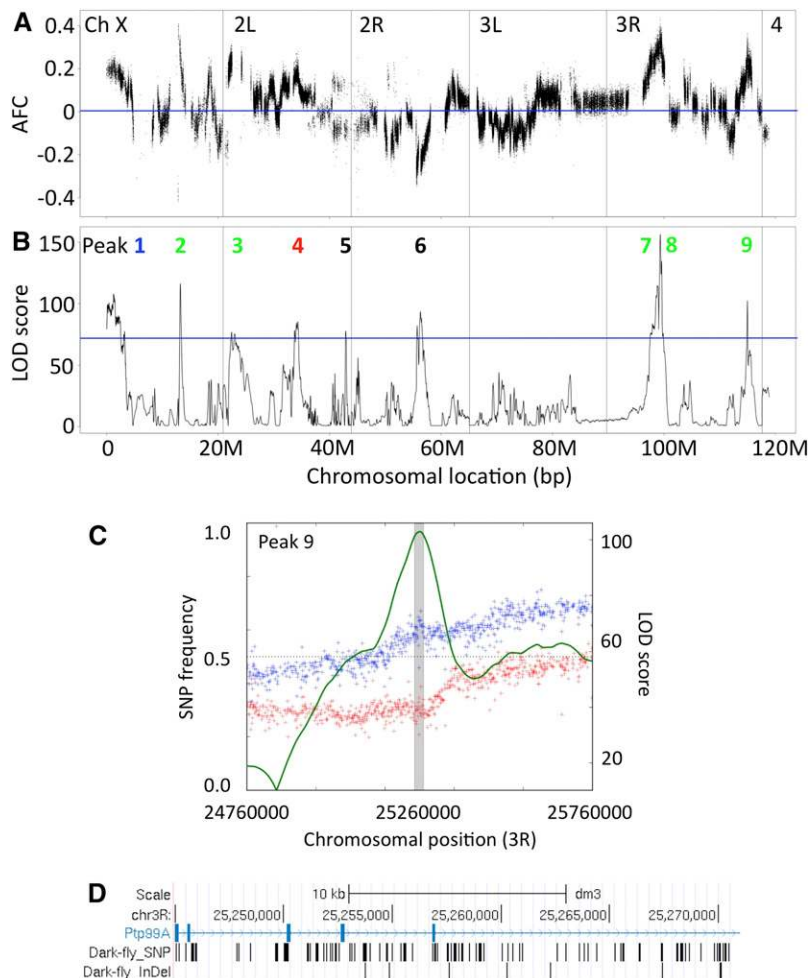 A
Ch X 2L 2R 3L 3R 4
0.4
0.2
0
-0.2
-0.4
AFC
B
Peak 1 2 3 4 5 6 7 8 9
150
100
50
0
LOD score
0 20M 40M 60M 80M 100M 120M
Chromosomal location (bp)
C
Peak 9
1.0
0.5
0.0
SNP frequency
100
60
20
LOD score
24760000 25260000 25760000
Chromosomal position (3R)
D
Scale 10 kb dm3
chr3R: 25,250,000 25,255,000 25,260,000 25,265,000 25,270,000
Ptp99A
Dark-fly_SNP
Dark-fly_InDel